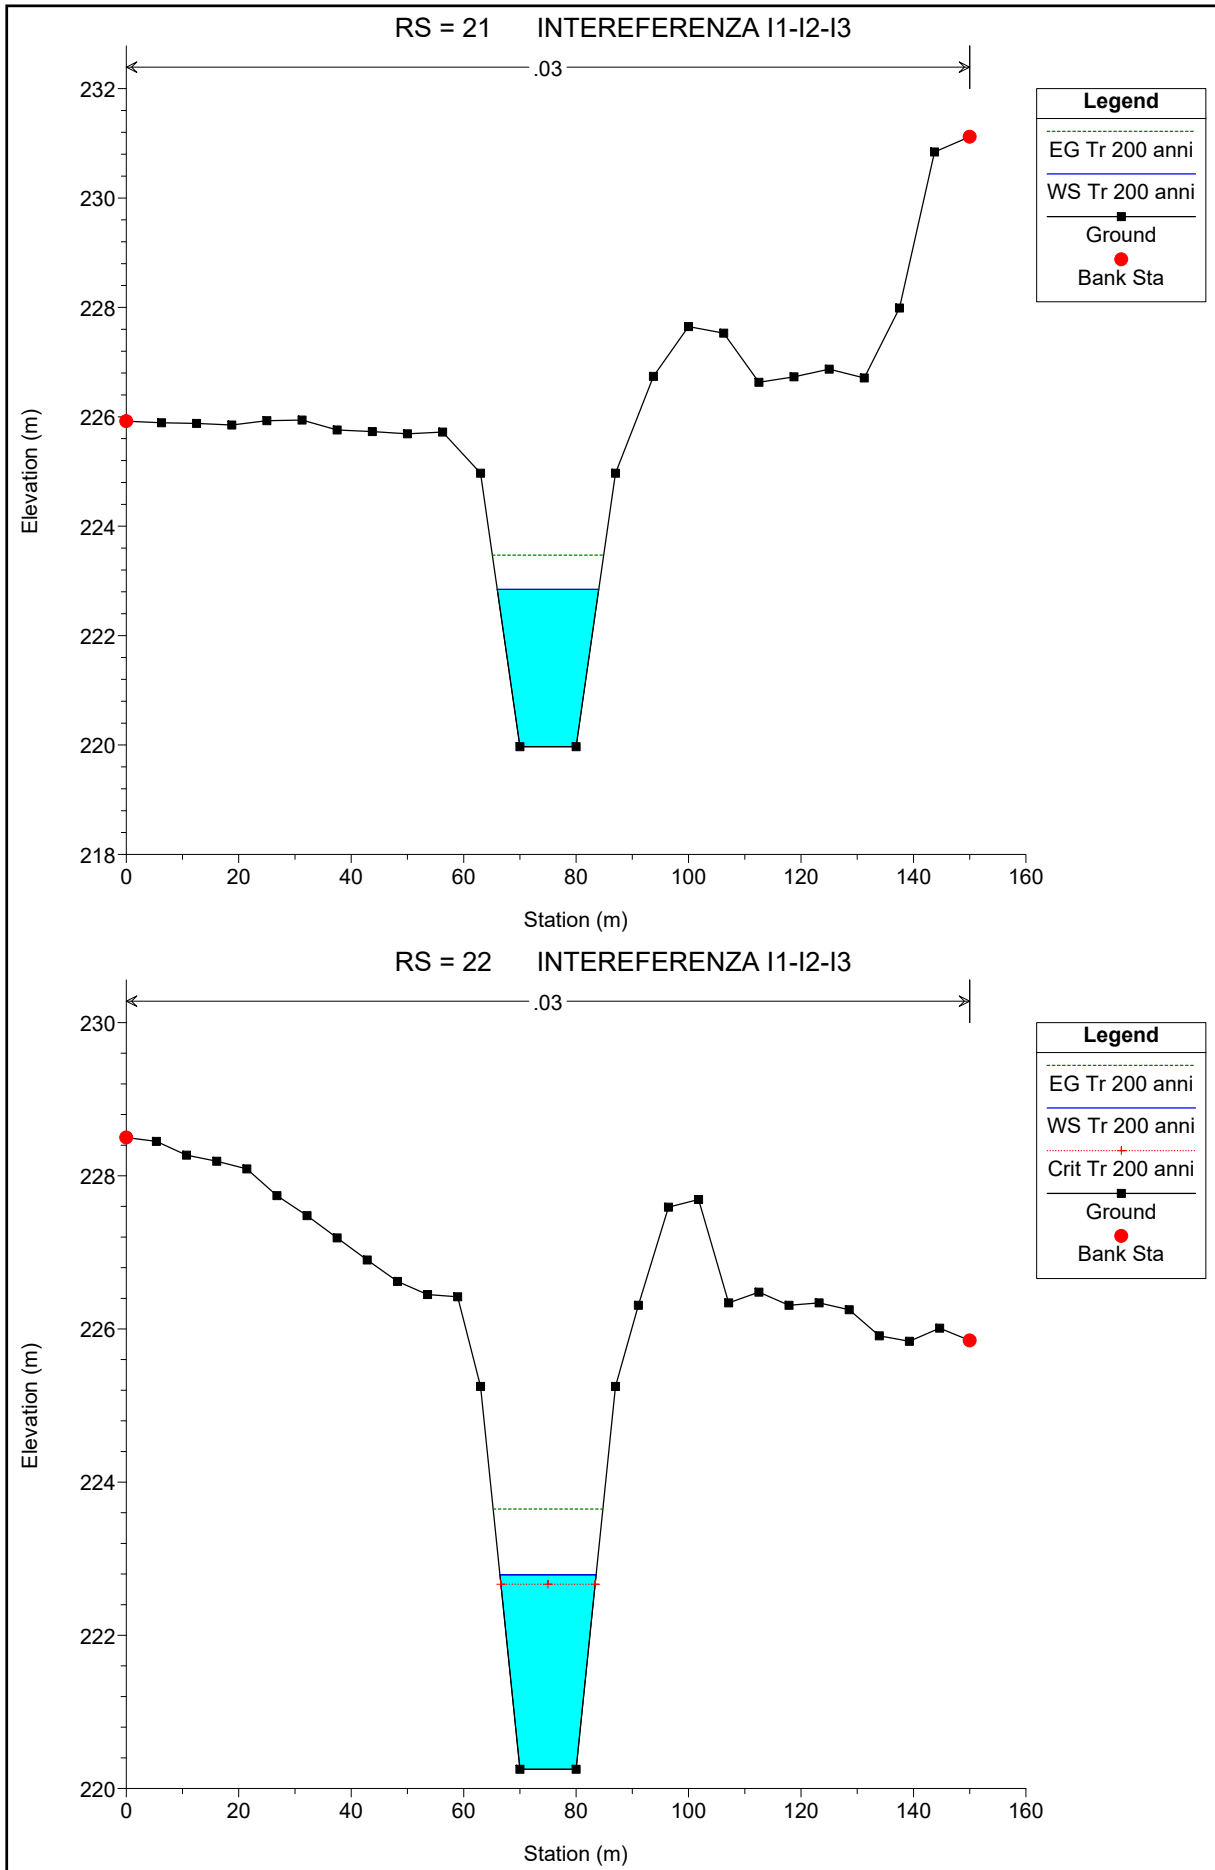 RS = 21 INTEREFERENZA I1-I2-I3
.03
232
230
228
226
224
222
220
218
Elevation (m)
0 20 40 60 80 100 120 140 160
Station (m)
Legend
EG Tr 200 anni
WS Tr 200 anni
Ground
Bank Sta
RS = 22 INTEREFERENZA I1-I2-I3
.03
230
228
226
224
222
220
Elevation (m)
0 20 40 60 80 100 120 140 160
Station (m)
Legend
EG Tr 200 anni
WS Tr 200 anni
Crit Tr 200 anni
Ground
Bank Sta